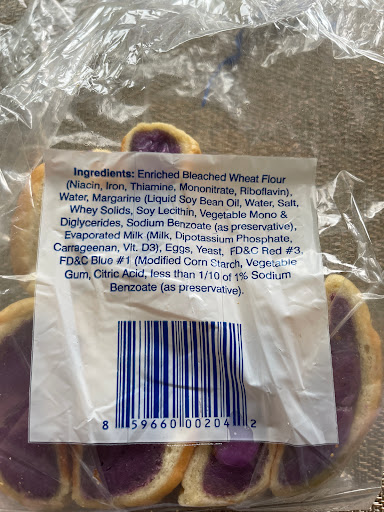 Ingredients: Enriched Bleached Wheat Flour
(Niacin, Iron, Thiamine, Mononitrate, Riboflavin),
Water, Margarine (Liquid Soy Bean Oil, Water, Salt,
Whey Solids, Soy Lecithin, Vegetable Mono &
Diglycerides, Sodium Benzoate (as preservative),
Evaporated Milk (Milk, Dipotassium Phosphate,
Carrageenan, Vit. D3), Eggs, Yeast, FD&C Red #3,
FD&C Blue #1 (Modified Corn Starch, Vegetable
Gum, Citric Acid, less than 1/10 of 1% Sodium
Benzoate (as preservative).
8 59660 00204 2